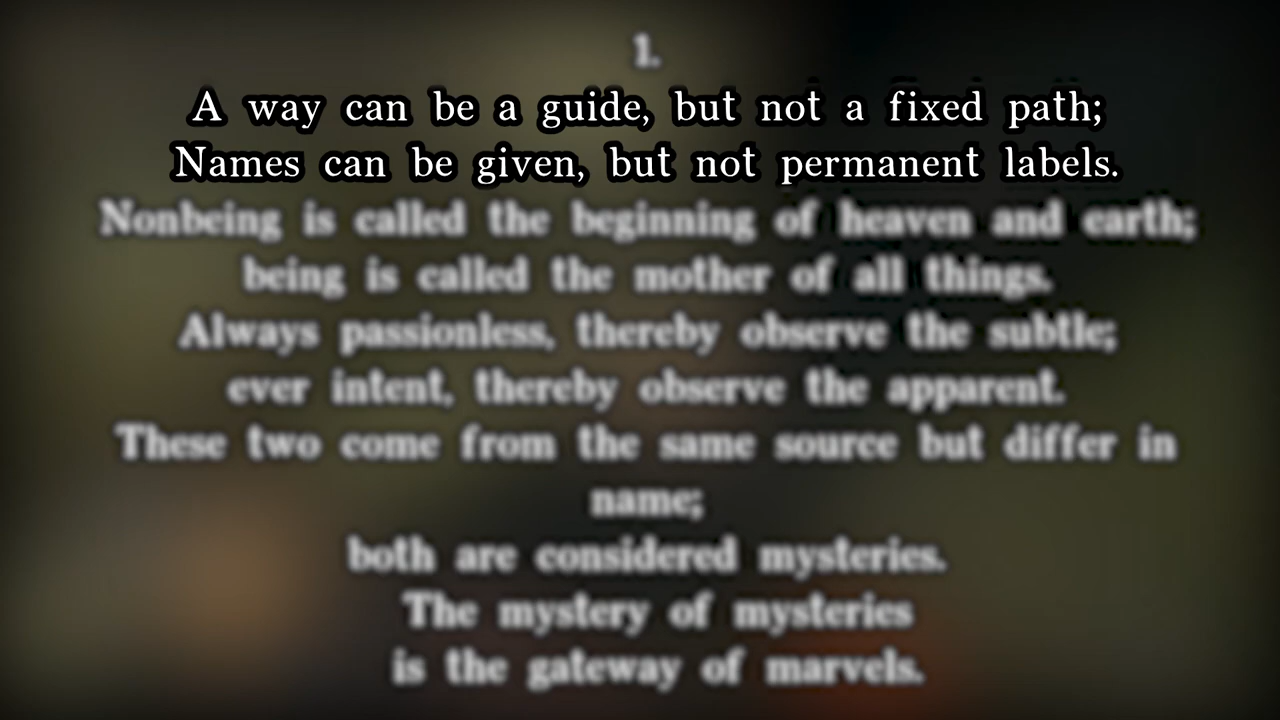 1.
A way can be a guide, but not a fixed path;
Names can be given, but not permanent labels.
Nonbeing is called the beginning of heaven and earth;
being is called the mother of all things.
Always passionless, thereby observe the subtle;
ever intent, thereby observe the apparent.
These two come from the same source but differ in
name;
both are considered mysteries.
The mystery of mysteries
is the gateway of marvels.